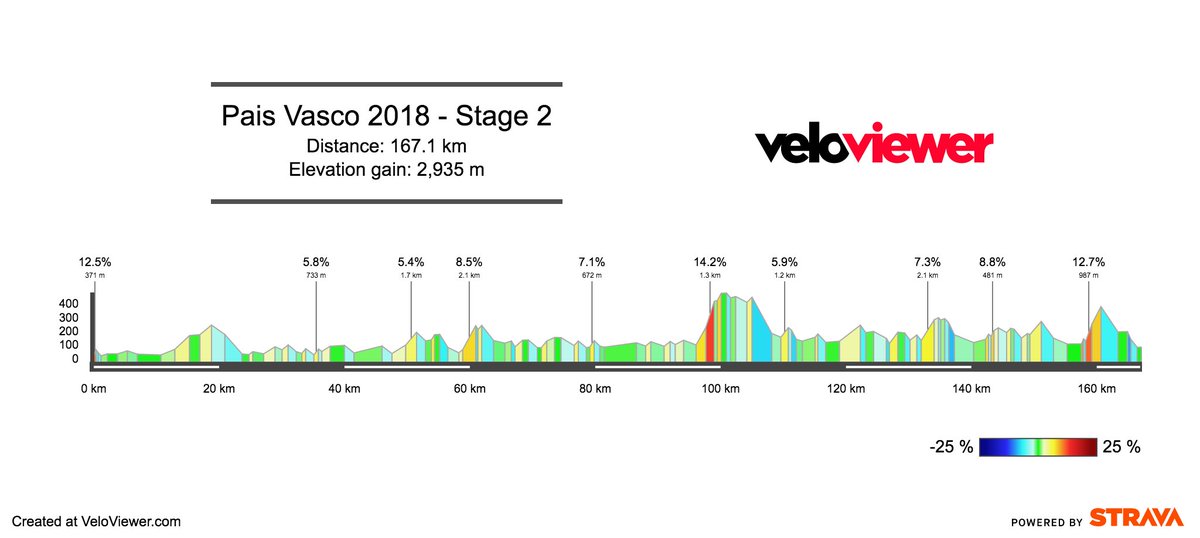 Pais Vasco 2018 - Stage 2
Distance: 167.1 km
Elevation gain: 2,935 m
veloviewer
12.5% 5.8% 5.4% 8.5% 7.1% 14.2% 5.9% 7.3% 8.8% 12.7%
371 m 733 m 1.7 km 2.1 km 672 m 1.3 km 1.2 km 2.1 km 481 m 987 m
400
300
200
100
0
0 km 20 km 40 km 60 km 80 km 100 km 120 km 140 km 160 km
-25 % 25 %
Created at VeloViewer.com
POWERED BY STRAVA